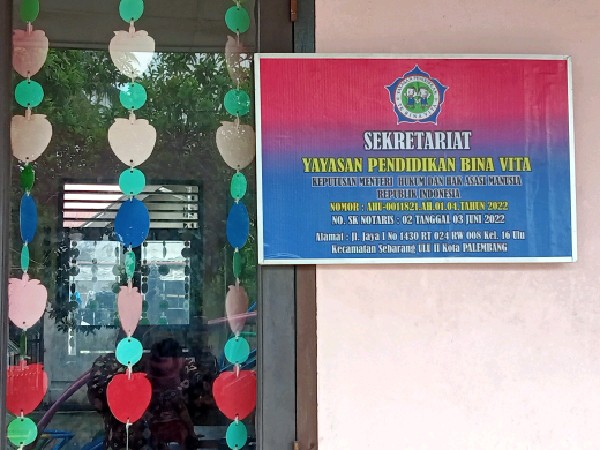 SEKRETARIAT
YAYASAN PENDIDIKAN BINA VITA
KEPUTUSAN MENTERI HUKUM DAN HAK ASASI MANUSIA
REPUBLIK INDONESIA
NOMOR : AHU-0011821 AH.01.04.TAHUN 2022
NO. SK NOTARIS : 02 TANGGAL 03 JUNI 2022
Alamat : Jl. Jaya I No 1430 RT 024 RW 008 Kel. 16 Ulu
Kecamatan Sebarang ULU II Kota PALEMBANG